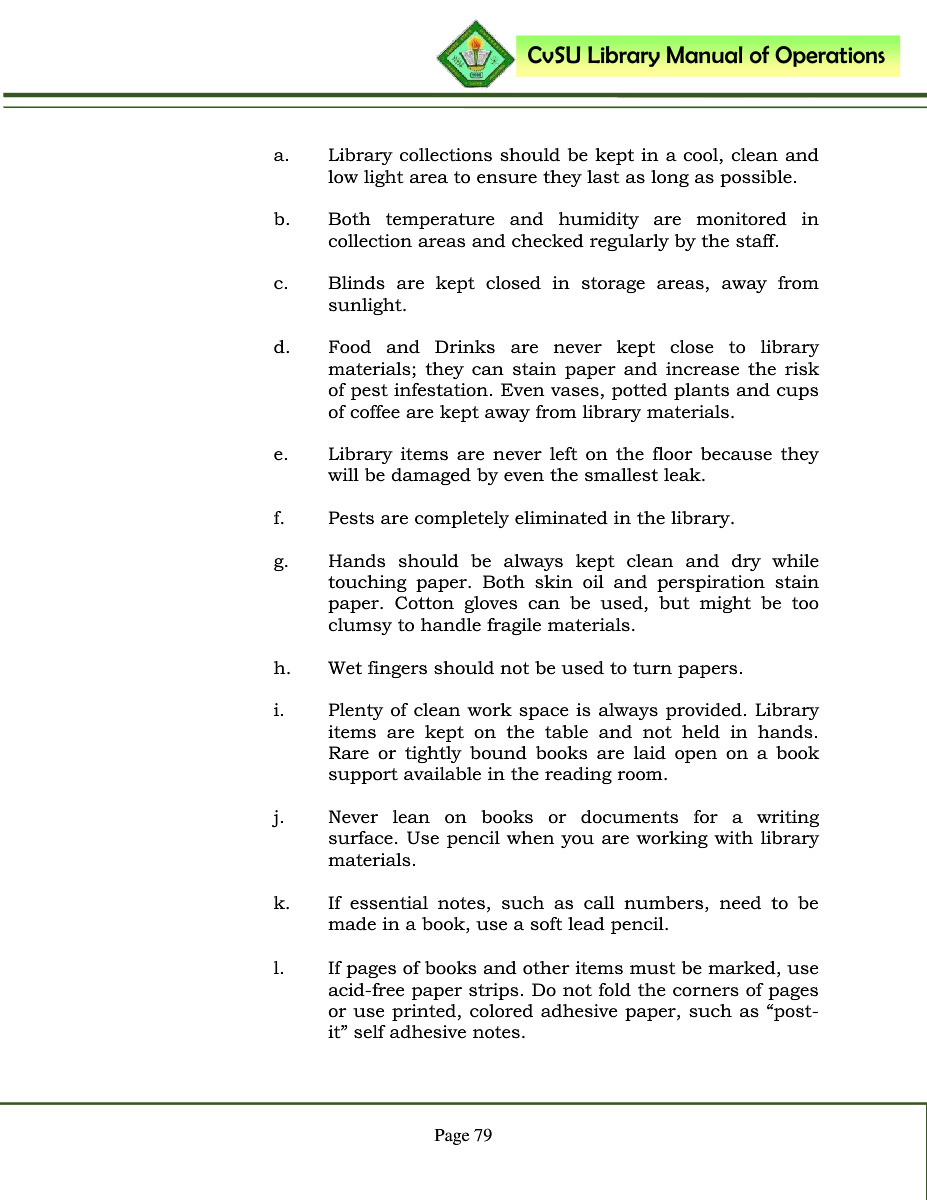 CvSU Library Manual of Operations
a. Library collections should be kept in a cool, clean and
low light area to ensure they last as long as possible.
b. Both temperature and humidity are monitored in
collection areas and checked regularly by the staff.
c. Blinds are kept closed in storage areas, away from
sunlight.
d. Food and Drinks are never kept close to library
materials; they can stain paper and increase the risk
of pest infestation. Even vases, potted plants and cups
of coffee are kept away from library materials.
e. Library items are never left on the floor because they
will be damaged by even the smallest leak.
f. Pests are completely eliminated in the library.
g. Hands should be always kept clean and dry while
touching paper. Both skin oil and perspiration stain
paper. Cotton gloves can be used, but might be too
clumsy to handle fragile materials.
h. Wet fingers should not be used to turn papers.
i. Plenty of clean work space is always provided. Library
items are kept on the table and not held in hands.
Rare or tightly bound books are laid open on a book
support available in the reading room.
j. Never lean on books or documents for a writing
surface. Use pencil when you are working with library
materials.
k. If essential notes, such as call numbers, need to be
made in a book, use a soft lead pencil.
l. If pages of books and other items must be marked, use
acid-free paper strips. Do not fold the corners of pages
or use printed, colored adhesive paper, such as “post-
it” self adhesive notes.
Page 79